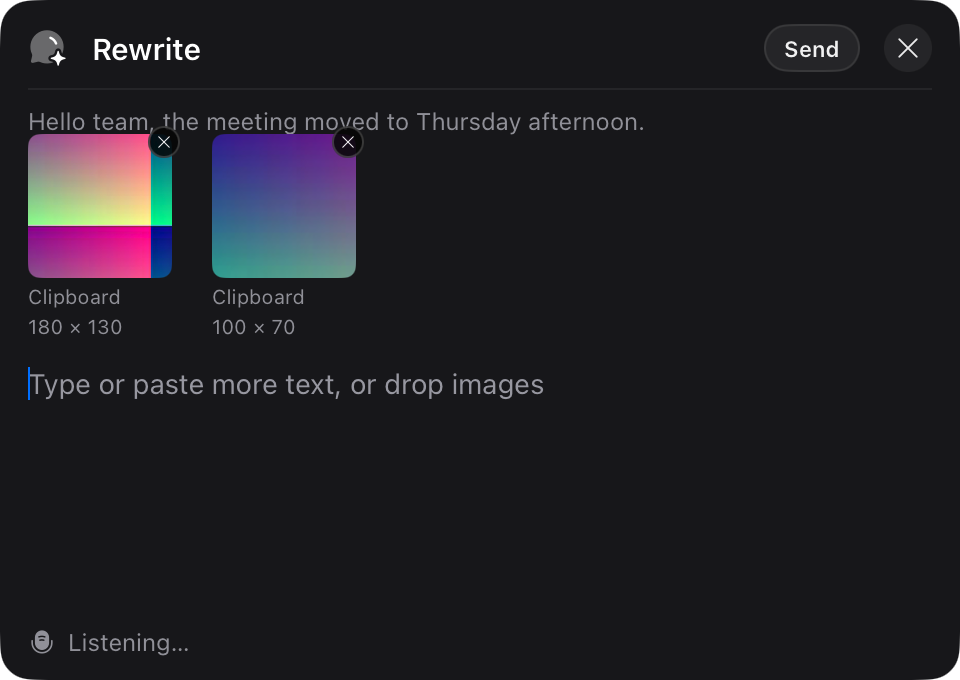 Rewrite
Send
Hello team, the meeting moved to Thursday afternoon.
Clipboard
180 × 130
Clipboard
100 × 70
Type or paste more text, or drop images
Listening...